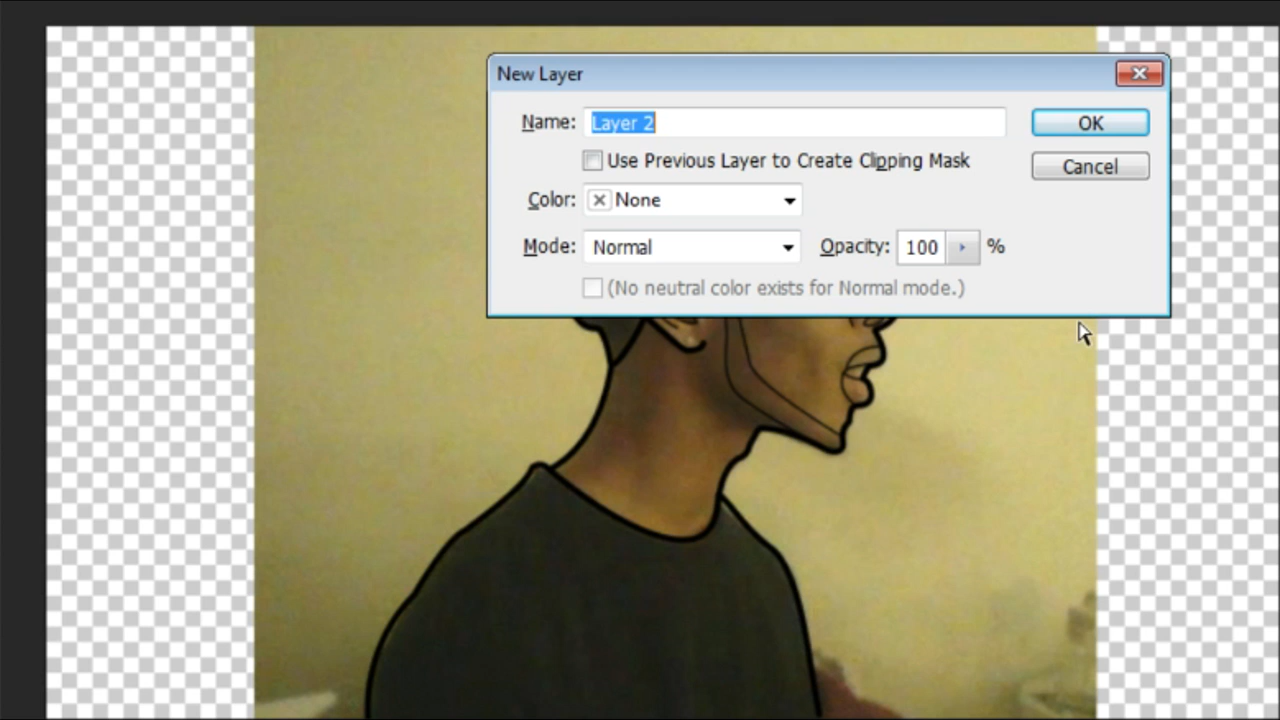 New Layer
Name: Layer 2 OK
Use Previous Layer to Create Clipping Mask
Cancel
Color: None
Mode: Normal Opacity: 100 %
(No neutral color exists for Normal mode.)